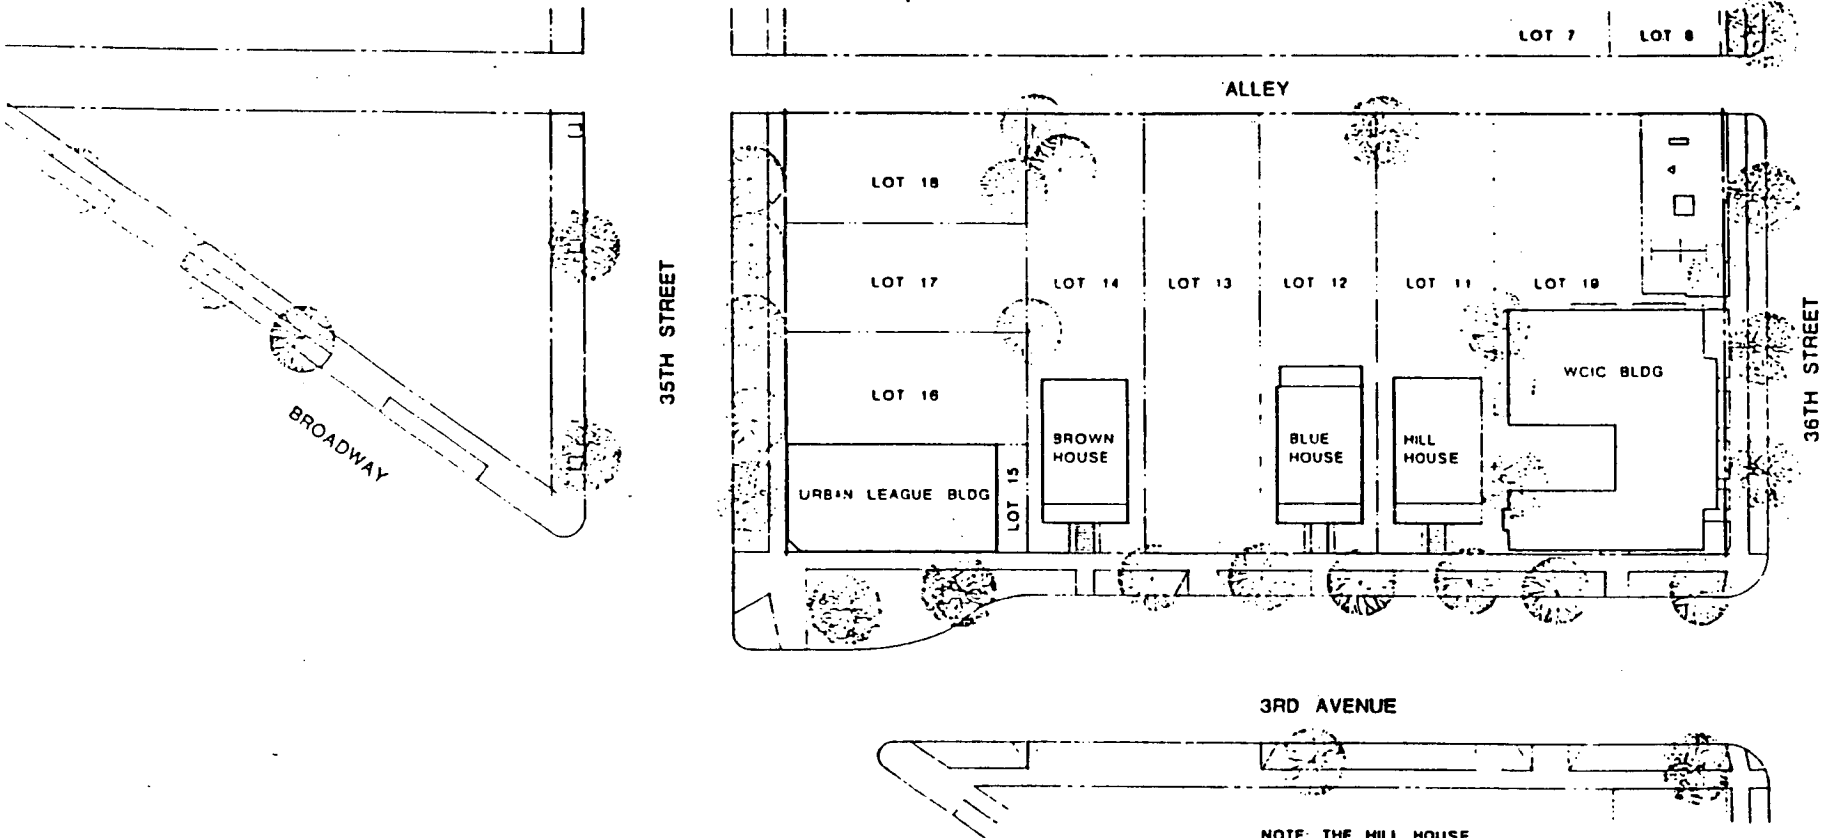 LOT 7
LOT 8
ALLEY
LOT 18
LOT 17
LOT 14
LOT 13
LOT 12
LOT 11
LOT 10
35TH STREET
36TH STREET
WCIC BLDG
LOT 16
BROADWAY
BROWN
HOUSE
BLUE
HOUSE
HILL
HOUSE
URBAN LEAGUE BLDG
LOT 15
3RD AVENUE
NOTE: THE HILL HOUSE